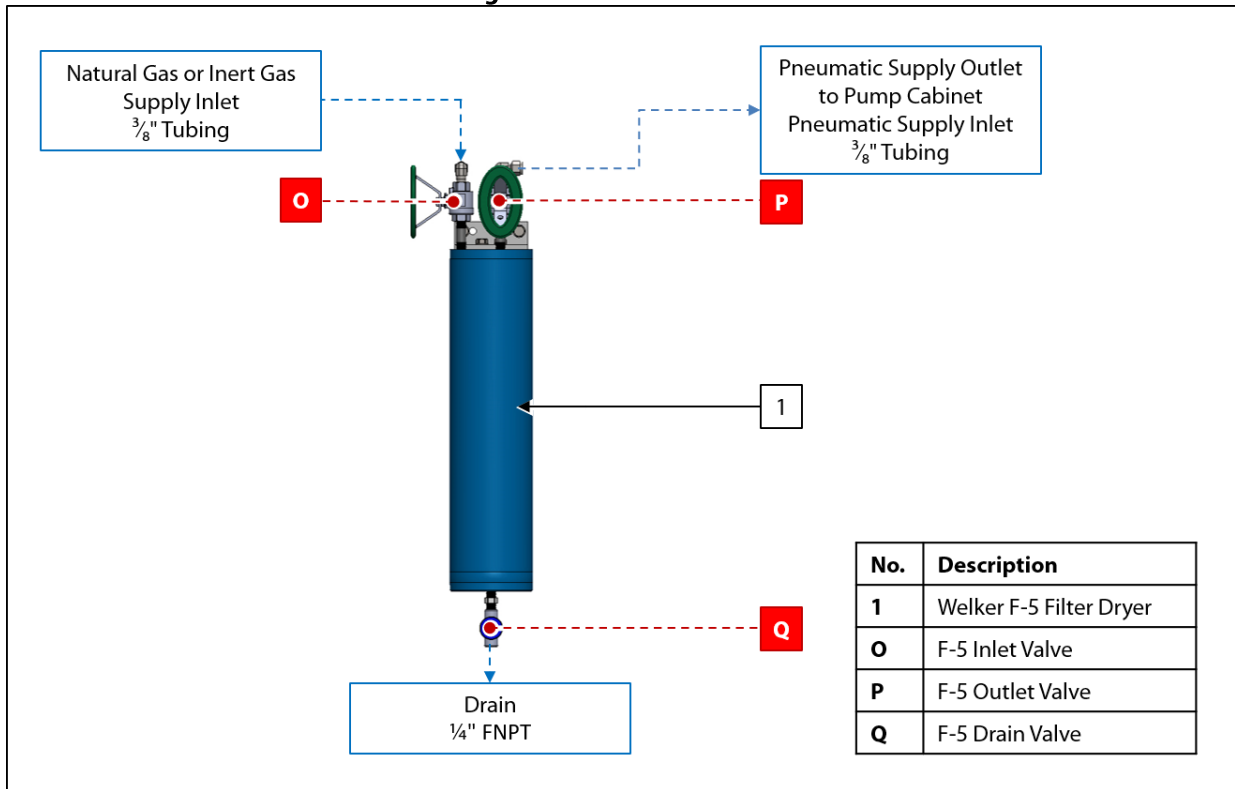 Natural Gas or Inert Gas
Supply Inlet
⅜" Tubing
Pneumatic Supply Outlet
to Pump Cabinet
Pneumatic Supply Inlet
⅜" Tubing
O
P
1
Q
Drain
¼" FNPT
No. Description
1 Welker F-5 Filter Dryer
O F-5 Inlet Valve
P F-5 Outlet Valve
Q F-5 Drain Valve